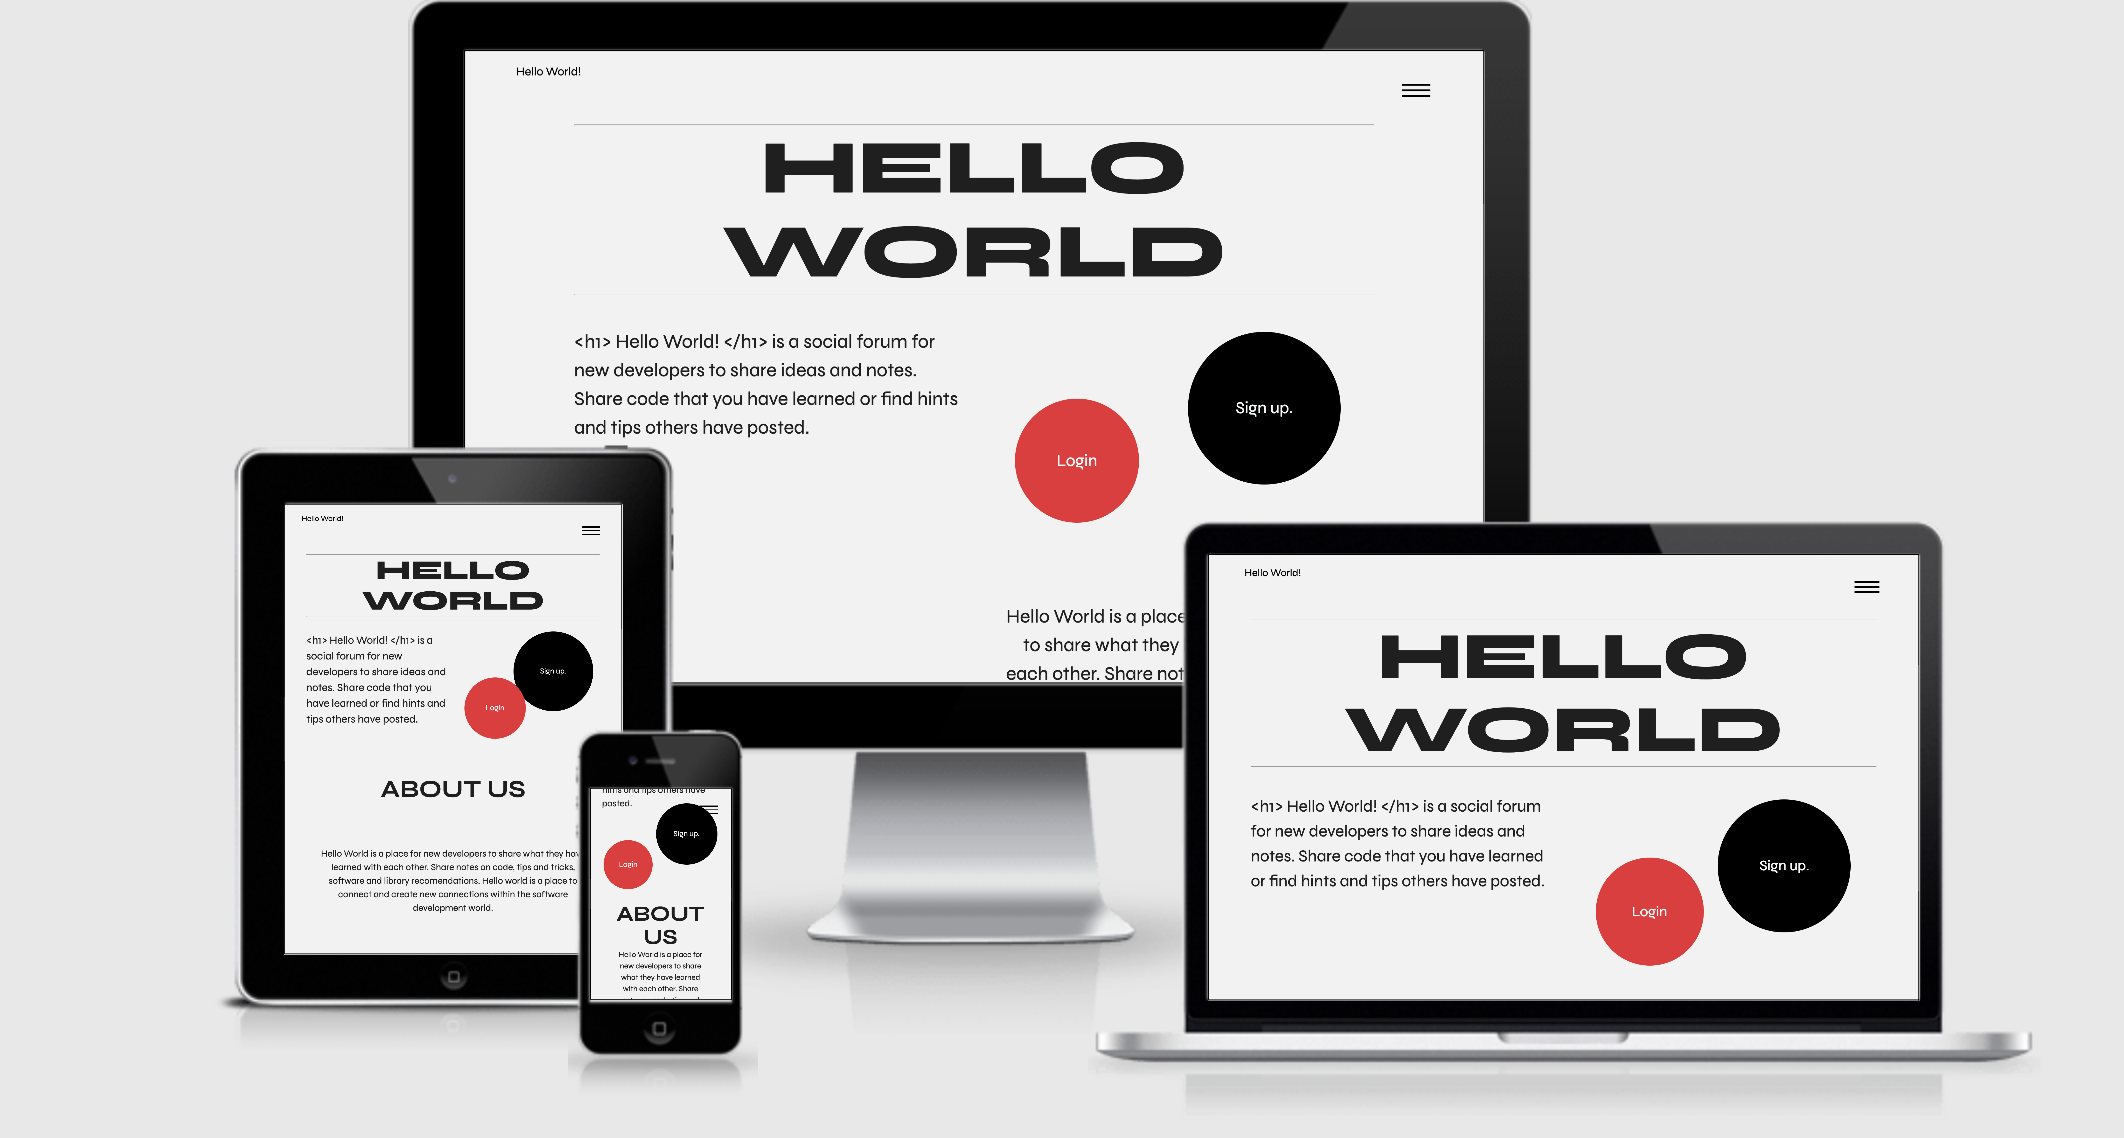 Hello World!
HELLO
WORLD
<h1> Hello World! </h1> is a social forum for
new developers to share ideas and notes.
Share code that you have learned or find hints
and tips others have posted.
Login
Sign up.
Hello World is a place
to share what they
each other. Share not
Hello World!
HELLO
WORLD
<h1> Hello World! </h1> is a
social forum for new
developers to share ideas and
notes. Share code that you
have learned or find hints and
tips others have posted.
Sign up.
Login
ABOUT US
Hello World is a place for new developers to share what they hav
learned with each other. Share notes on code, tips and tricks,
software and library recomendations. Hello world is a place to
connect and create new connections within the software
development world.
hints and tips others have
posted.
Sign up.
Login
ABOUT
US
Hello World is a place for
new developers to share
what they have learned
with each other. Share
Hello World!
HELLO
WORLD
<h1> Hello World! </h1> is a social forum
for new developers to share ideas and
notes. Share code that you have learned
or find hints and tips others have posted.
Sign up.
Login